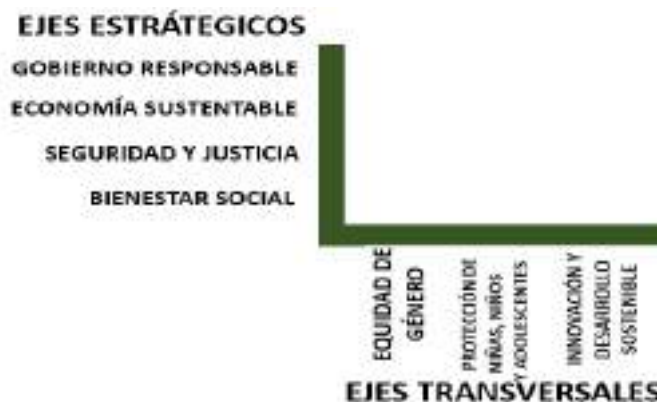 EJES ESTRÁTEGICOS
GOBIERNO RESPONSABLE
ECONOMÍA SUSTENTABLE
SEGURIDAD Y JUSTICIA
BIENESTAR SOCIAL
EQUIDAD DE
GÉNERO
PROTECCIÓN DE
NIÑAS, NIÑOS
Y ADOLESCENTES
INNOVACIÓN Y
DESARROLLO
SOSTENIBLE
EJES TRANSVERSALES